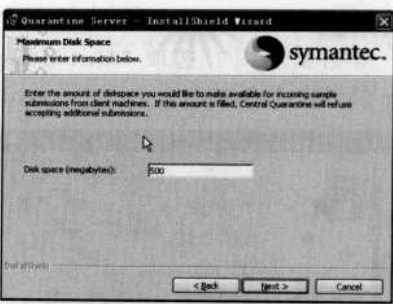 Quarantine Server - InstallShield Wizard
Maximum Disk Space
Please enter information below.
symantec.
Enter the amount of diskspace you would like to make available for incoming sample
submissions from client machines. If this amount is filled, Central Quarantine will refuse
accepting additional submissions.
Disk space (megabytes):
500
InstallShield
< Back
Next >
Cancel